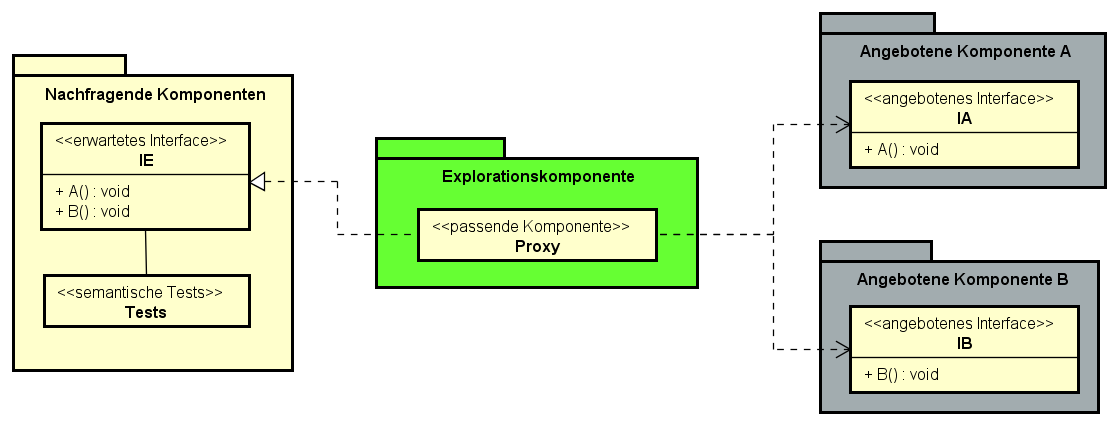 Nachfragende Komponenten
<<erwartetes Interface>>
IE
+ A() : void
+ B() : void
<<semantische Tests>>
Tests
Explorationskomponente
<<passende Komponente>>
Proxy
Angebotene Komponente A
<<angebotenes Interface>>
IA
+ A() : void
Angebotene Komponente B
<<angebotenes Interface>>
IB
+ B() : void